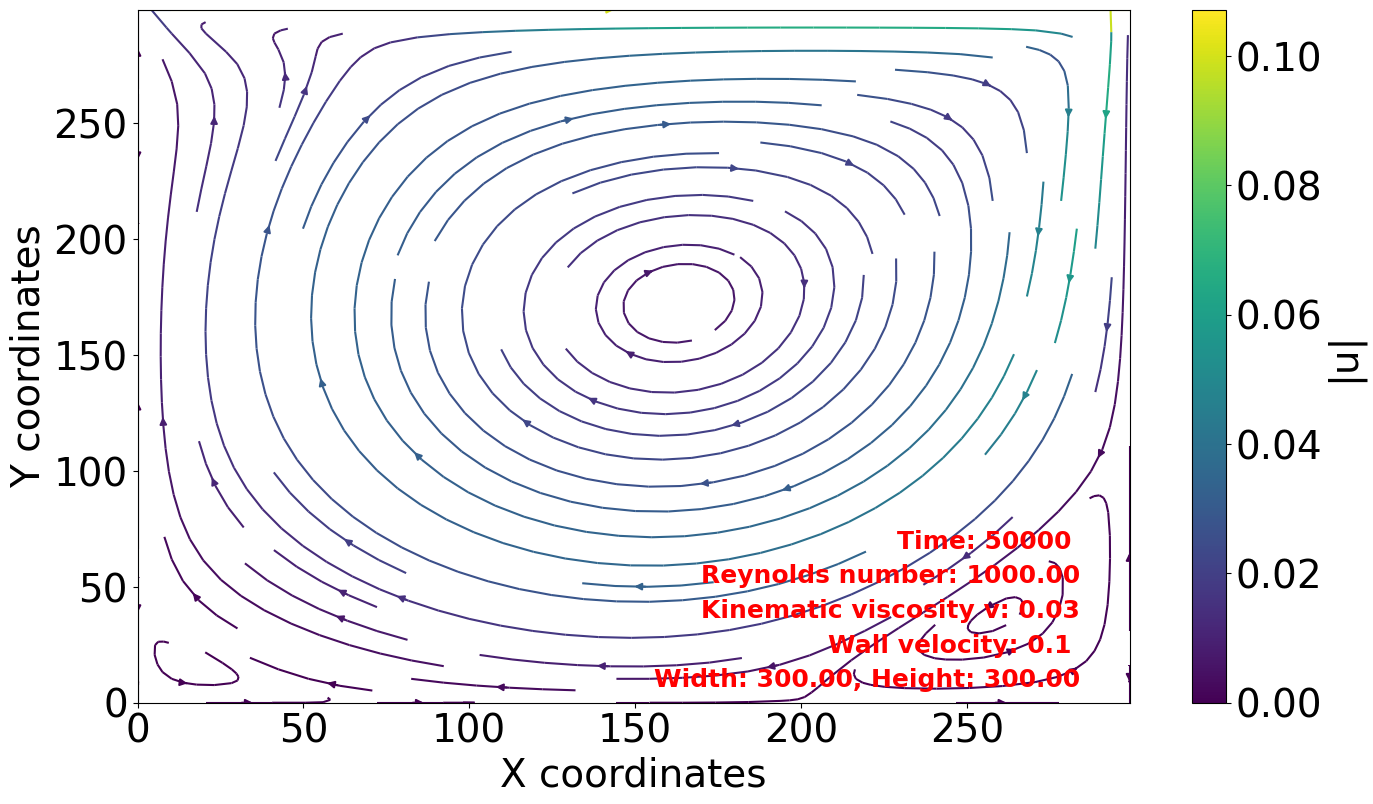 250
200
150
100
50
0
Y coordinates
0 50 100 150 200 250
X coordinates
Time: 50000
Reynolds number: 1000.00
Kinematic viscosity v: 0.03
Wall velocity: 0.1
Width: 300.00, Height: 300.00
0.10
0.08
0.06
0.04
0.02
0.00
|u|